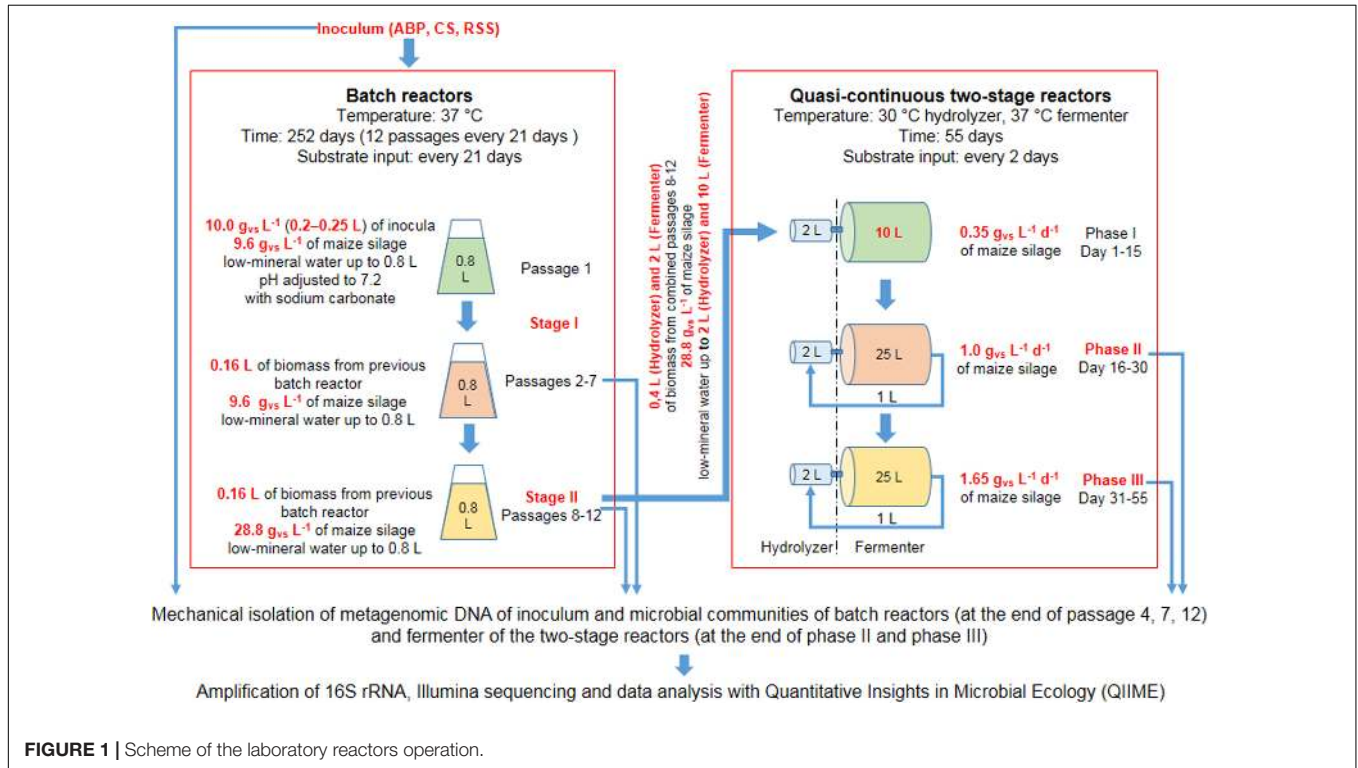 Inoculum (ABP, CS, RSS)
Batch reactors
Temperature: 37 °C
Time: 252 days (12 passages every 21 days )
Substrate input: every 21 days
10.0 gvs L-1 (0.2–0.25 L) of inocula
9.6 gvs L-1 of maize silage
low-mineral water up to 0.8 L
pH adjusted to 7.2
with sodium carbonate
0.8
L
Passage 1
Stage I
0.16 L of biomass from previous
batch reactor
9.6 gvs L-1 of maize silage
low-mineral water up to 0.8 L
0.8
L
Passages 2-7
0.16 L of biomass from previous
batch reactor
28.8 gvs L-1 of maize silage
low-mineral water up to 0.8 L
0.8
L
Stage II
Passages 8-12
0,4 L (Hydrolyzer) and 2 L (Fermenter)
of biomass from combined passages 8-12
28.8 gvs L-1 of maize silage
low-mineral water up to 2 L (Hydrolyzer) and 10 L (Fermenter)
Quasi-continuous two-stage reactors
Temperature: 30 °C hydrolyzer, 37 °C fermenter
Time: 55 days
Substrate input: every 2 days
2 L
10 L
0.35 gvs L-1 d-1
of maize silage
Phase I
Day 1-15
2 L
25 L
1 L
1.0 gvs L-1 d-1
of maize silage
Phase II
Day 16-30
2 L
25 L
1 L
1.65 gvs L-1 d-1
of maize silage
Phase III
Day 31-55
Hydrolyzer
Fermenter
Mechanical isolation of metagenomic DNA of inoculum and microbial communities of batch reactors (at the end of passage 4, 7, 12)
and fermenter of the two-stage reactors (at the end of phase II and phase III)
Amplification of 16S rRNA, Illumina sequencing and data analysis with Quantitative Insights in Microbial Ecology (QIIME)
FIGURE 1 | Scheme of the laboratory reactors operation.